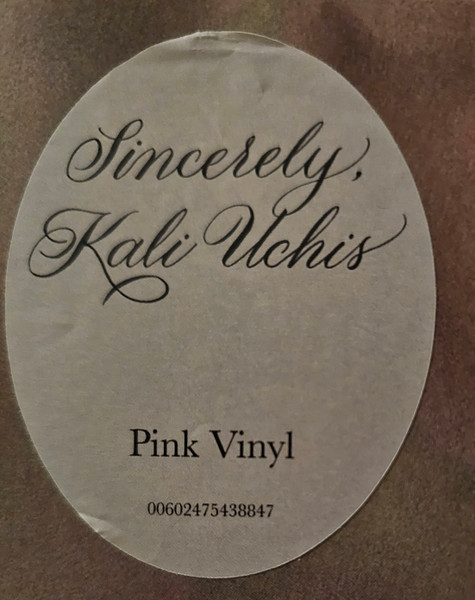 Sincerely,
Kali Uchis
Pink Vinyl
00602475438847